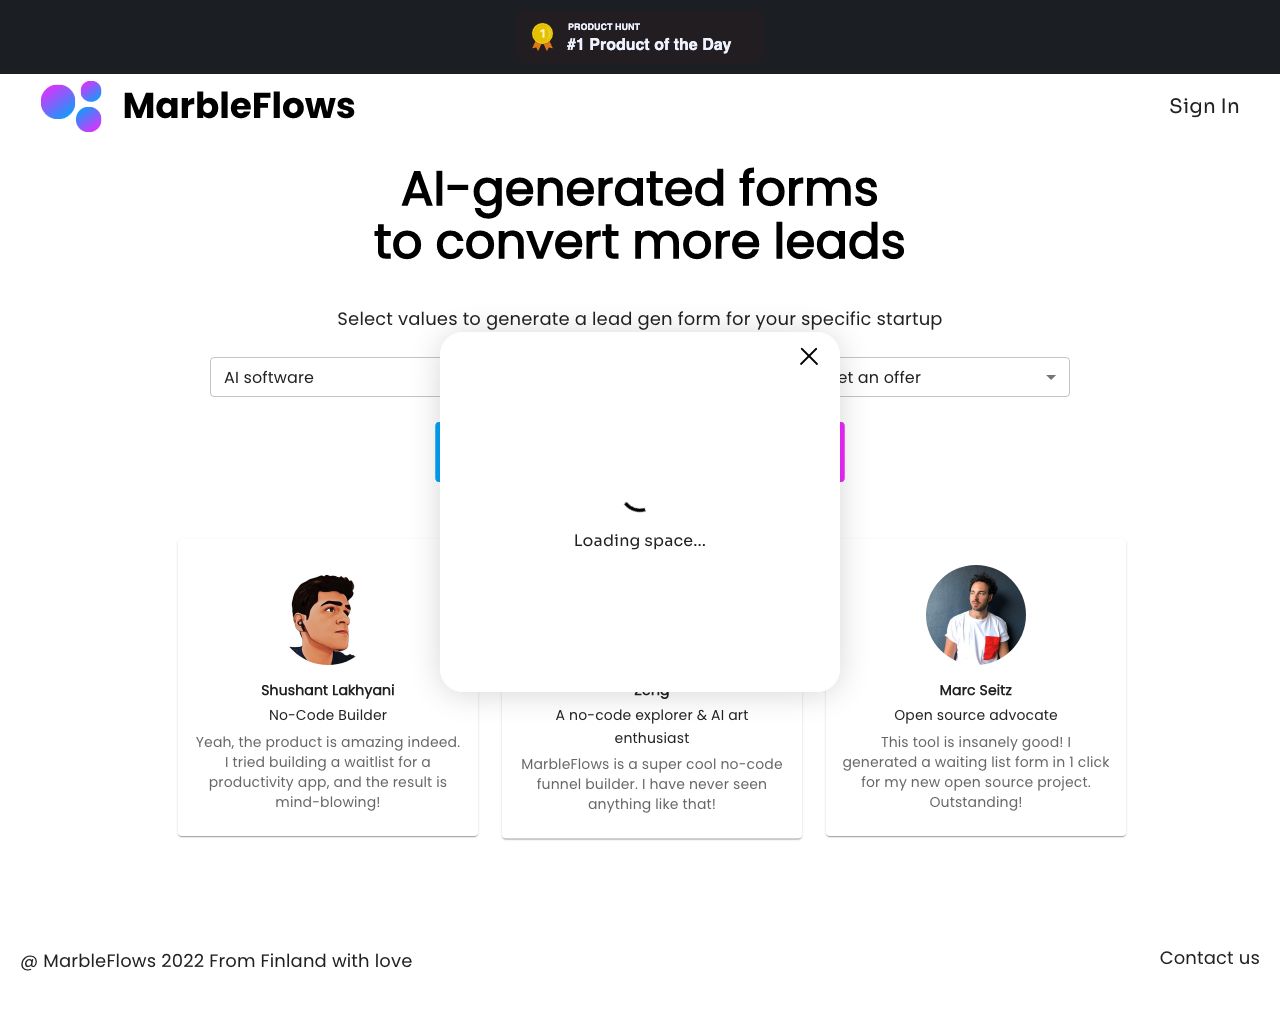 1
PRODUCT HUNT
#1 Product of the Day
MarbleFlows
Sign In
AI-generated forms
to convert more leads
Select values to generate a lead gen form for your specific startup
AI software
an offer
Loading space...
Shushant Lakhyani
No-Code Builder
Yeah, the product is amazing indeed.
I tried building a waitlist for a
productivity app, and the result is
mind-blowing!
A no-code explorer & AI art
enthusiast
MarbleFlows is a super cool no-code
funnel builder. I have never seen
anything like that!
Marc Seitz
Open source advocate
This tool is insanely good! I
generated a waiting list form in 1 click
for my new open source project.
Outstanding!
@ MarbleFlows 2022 From Finland with love
Contact us